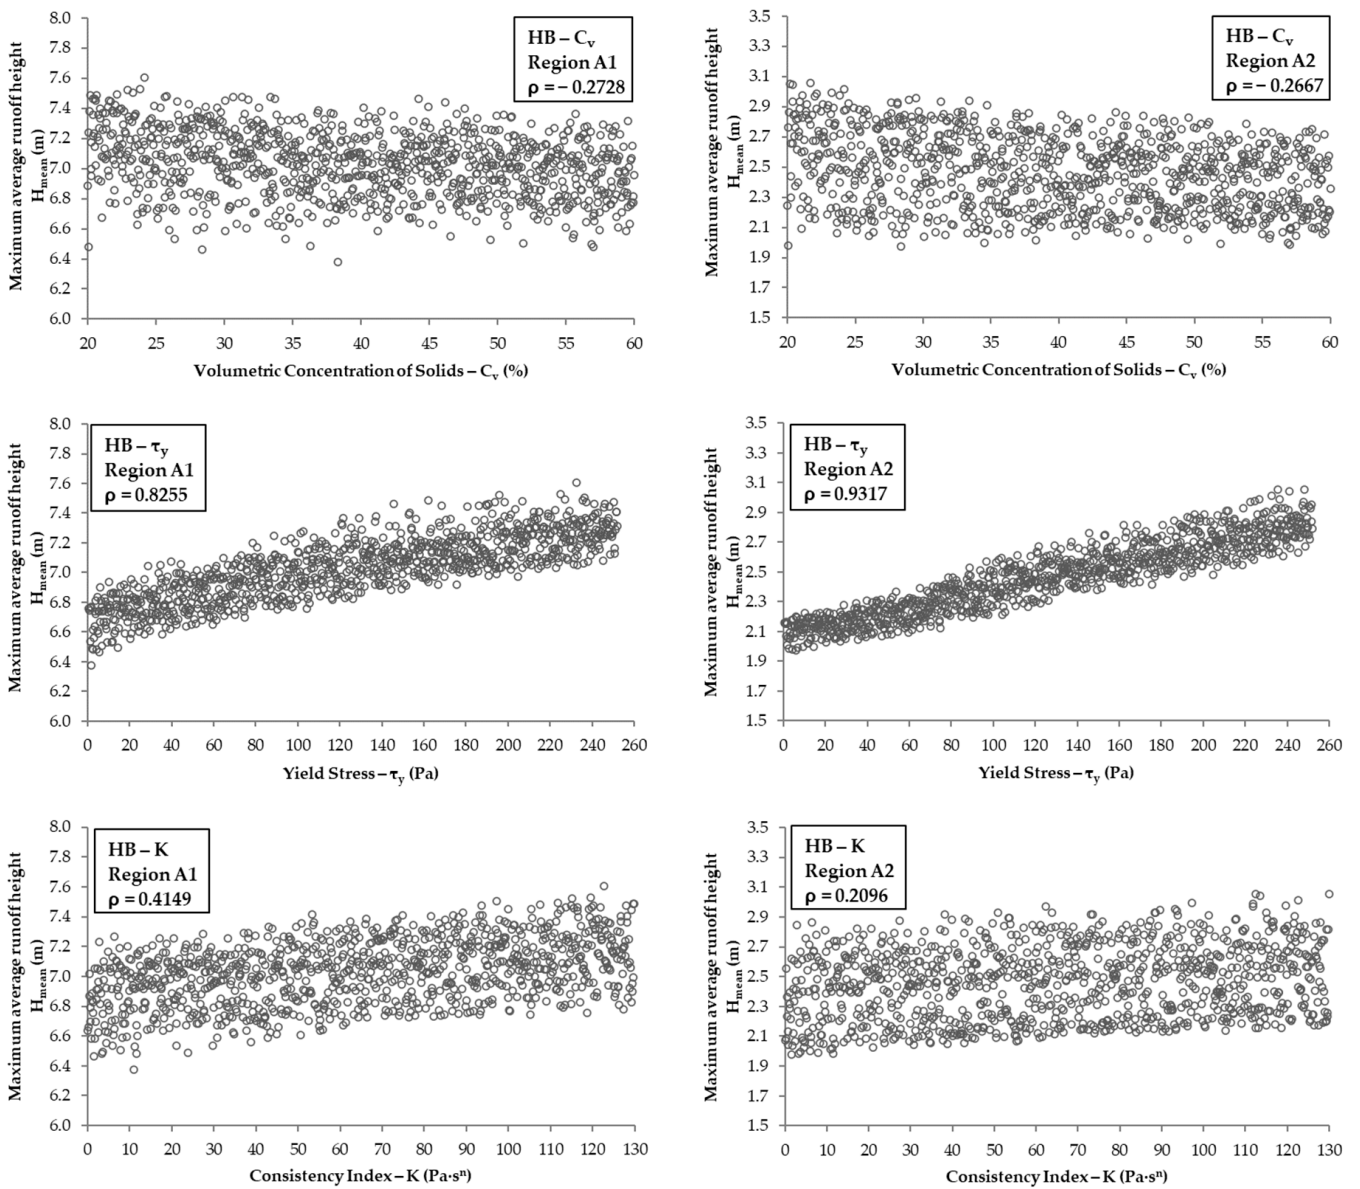 Maximum average runoff height
H_mean (m)
8.0
7.8
7.6
7.4
7.2
7.0
6.8
6.6
6.4
6.2
6.0
HB – C_v
Region A1
ρ = – 0.2728
20 25 30 35 40 45 50 55 60
Volumetric Concentration of Solids – C_v (%)
Maximum average runoff height
H_mean (m)
3.5
3.3
3.1
2.9
2.7
2.5
2.3
2.1
1.9
1.7
1.5
HB – C_v
Region A2
ρ = – 0.2667
20 25 30 35 40 45 50 55 60
Volumetric Concentration of Solids – C_v (%)
Maximum average runoff height
H_mean (m)
8.0
7.8
7.6
7.4
7.2
7.0
6.8
6.6
6.4
6.2
6.0
HB – τ_y
Region A1
ρ = 0.8255
0 20 40 60 80 100 120 140 160 180 200 220 240 260
Yield Stress – τ_y (Pa)
Maximum average runoff height
H_mean (m)
3.5
3.3
3.1
2.9
2.7
2.5
2.3
2.1
1.9
1.7
1.5
HB – τ_y
Region A2
ρ = 0.9317
0 20 40 60 80 100 120 140 160 180 200 220 240 260
Yield Stress – τ_y (Pa)
Maximum average runoff height
H_mean (m)
8.0
7.8
7.6
7.4
7.2
7.0
6.8
6.6
6.4
6.2
6.0
HB – K
Region A1
ρ = 0.4149
0 10 20 30 40 50 60 70 80 90 100 110 120 130
Consistency Index – K (Pa·sⁿ)
Maximum average runoff height
H_mean (m)
3.5
3.3
3.1
2.9
2.7
2.5
2.3
2.1
1.9
1.7
1.5
HB – K
Region A2
ρ = 0.2096
0 10 20 30 40 50 60 70 80 90 100 110 120 130
Consistency Index – K (Pa·sⁿ)